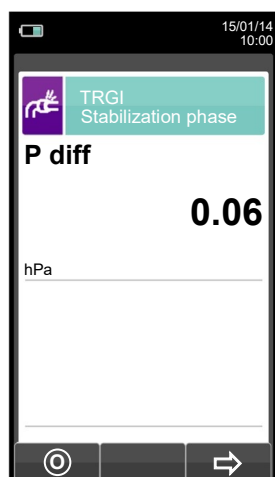 15/01/14
10:00
TRGI
Stabilization phase
P diff
0.06
hPa